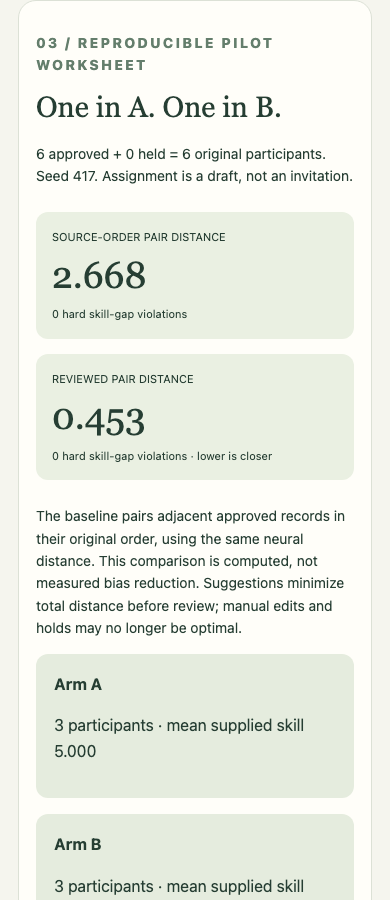 03 / REPRODUCIBLE PILOT
WORKSHEET
One in A. One in B.
6 approved + 0 held = 6 original participants.
Seed 417. Assignment is a draft, not an invitation.
SOURCE-ORDER PAIR DISTANCE
2.668
0 hard skill-gap violations
REVIEWED PAIR DISTANCE
0.453
0 hard skill-gap violations · lower is closer
The baseline pairs adjacent approved records in
their original order, using the same neural
distance. This comparison is computed, not
measured bias reduction. Suggestions minimize
total distance before review; manual edits and
holds may no longer be optimal.
Arm A
3 participants · mean supplied skill
5.000
Arm B
3 participants · mean supplied skill